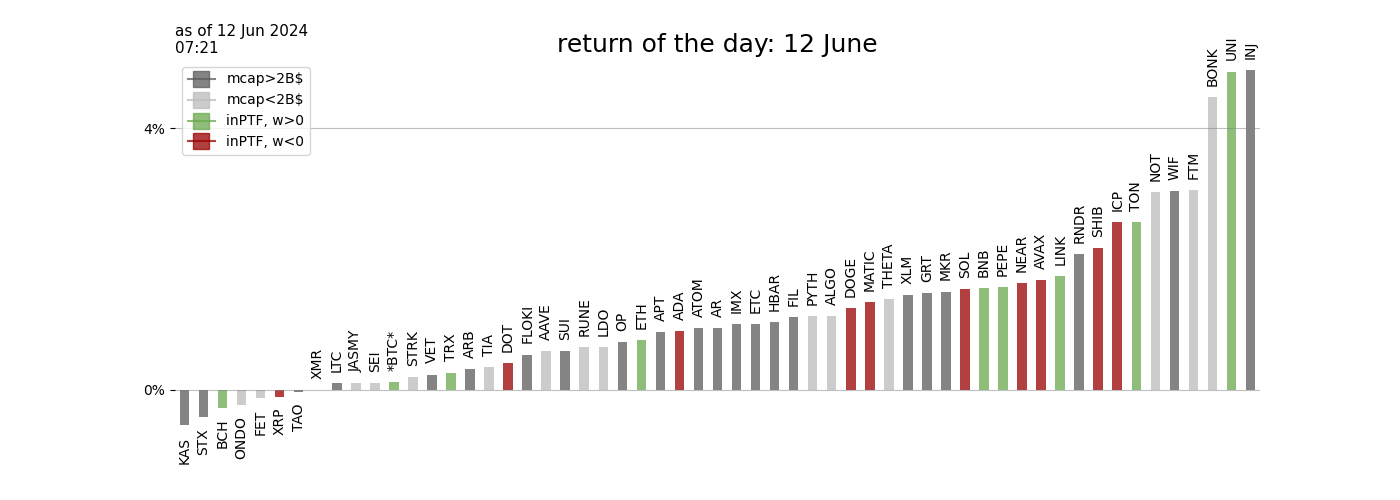 as of 12 Jun 2024
07:21
return of the day: 12 June
mcap>2B$
mcap<2B$
inPTF, w>0
inPTF, w<0
4%
0%
KAS
STX
BCH
ONDO
FET
XRP
TAO
XMR
LTC
JASMY
SEI
*BTC*
STRK
VET
TRX
ARB
TIA
DOT
FLOKI
AAVE
SUI
RUNE
LDO
OP
ETH
APT
ADA
ATOM
AR
IMX
ETC
HBAR
FIL
PYTH
ALGO
DOGE
MATIC
THETA
XLM
GRT
MKR
SOL
BNB
PEPE
NEAR
AVAX
LINK
RNDR
SHIB
ICP
TON
NOT
WIF
FTM
BONK
UNI
INJ